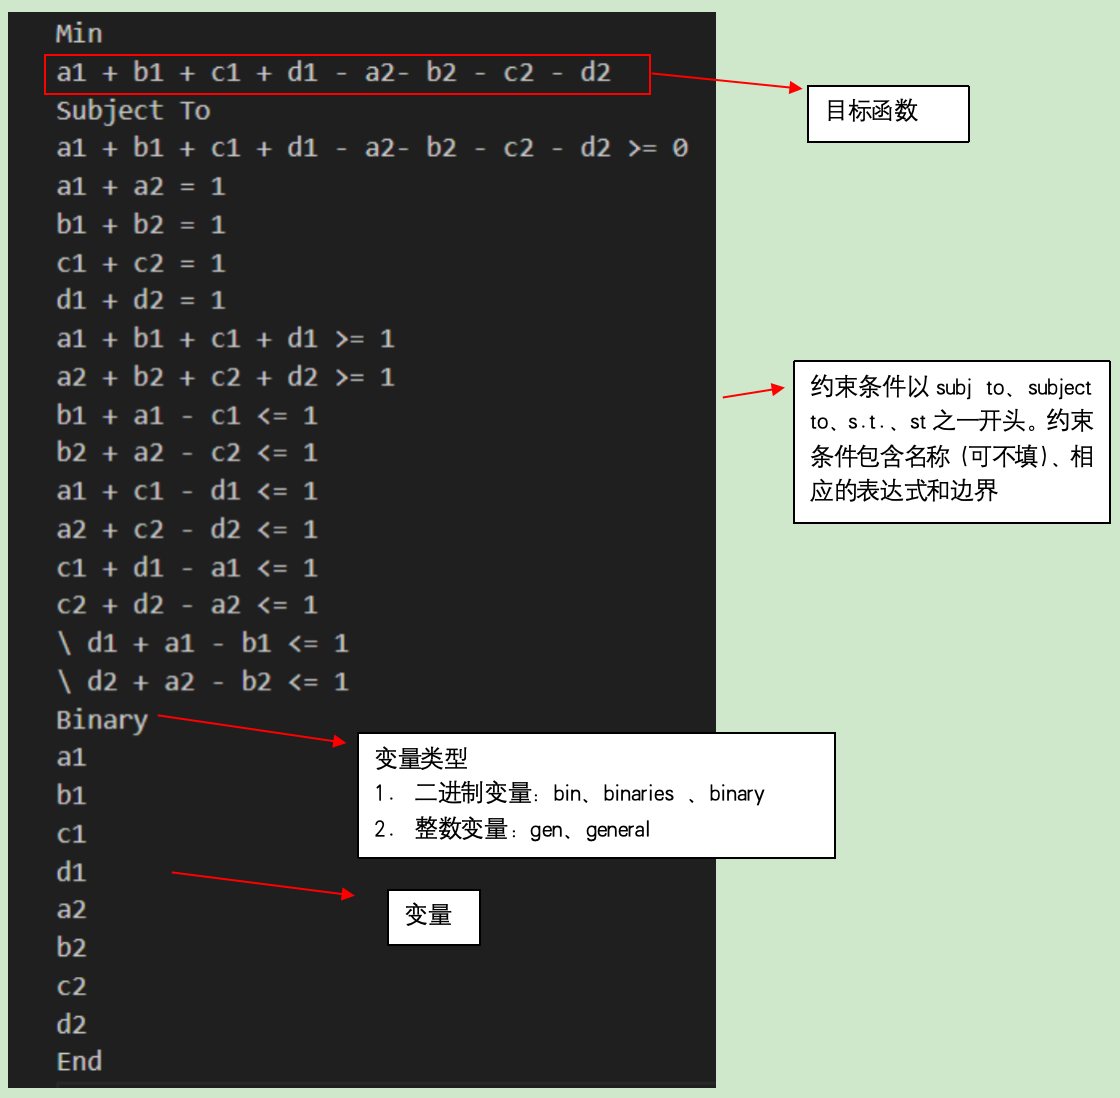 Min
a1 + b1 + c1 + d1 - a2- b2 - c2 - d2
目标函数
Subject To
a1 + b1 + c1 + d1 - a2- b2 - c2 - d2 >= 0
a1 + a2 = 1
b1 + b2 = 1
c1 + c2 = 1
d1 + d2 = 1
a1 + b1 + c1 + d1 >= 1
a2 + b2 + c2 + d2 >= 1
b1 + a1 - c1 <= 1
b2 + a2 - c2 <= 1
a1 + c1 - d1 <= 1
a2 + c2 - d2 <= 1
c1 + d1 - a1 <= 1
c2 + d2 - a2 <= 1
\ d1 + a1 - b1 <= 1
\ d2 + a2 - b2 <= 1
约束条件以 subj to、subject
to、s.t.、st 之一开头。约束
条件包含名称（可不填）、相
应的表达式和边界
Binary
变量类型
1. 二进制变量：bin、binaries 、binary
2. 整数变量：gen、general
a1
b1
c1
d1
变量
a2
b2
c2
d2
End